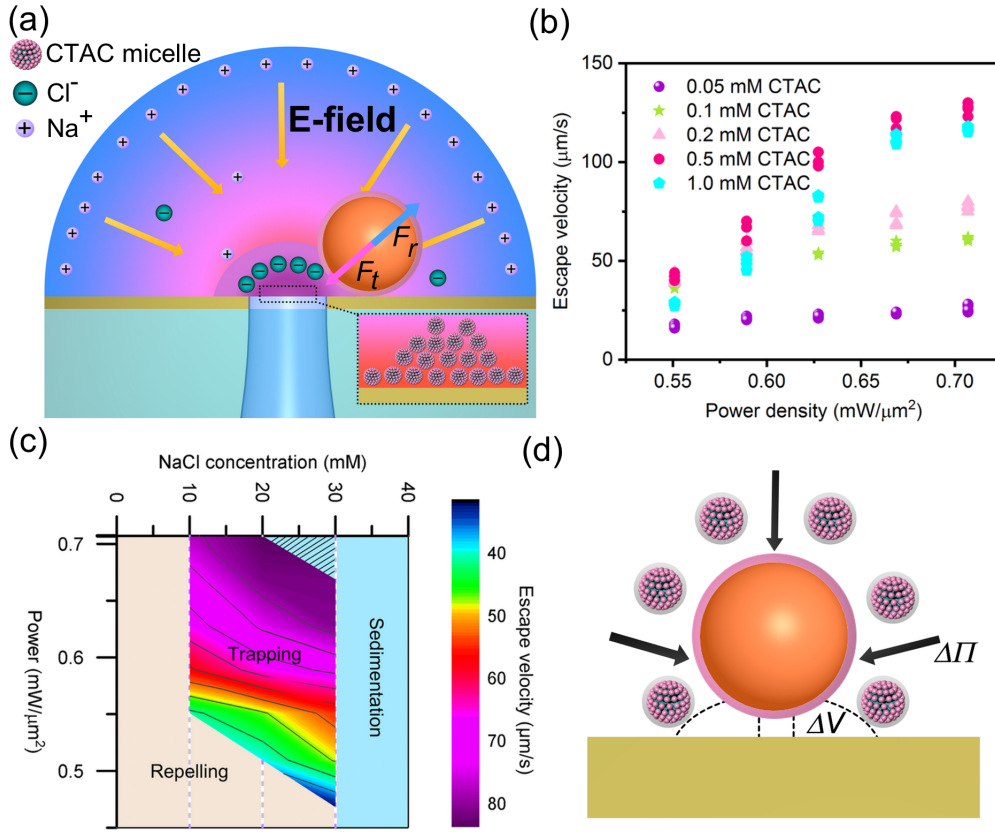 (a)
CTAC micelle
Cl⁻
Na⁺
E-field
F_r
F_t
(b)
Escape velocity (μm/s)
150
100
50
0
0.05 mM CTAC
0.1 mM CTAC
0.2 mM CTAC
0.5 mM CTAC
1.0 mM CTAC
0.55
0.60
0.65
0.70
Power density (mW/μm²)
(c)
NaCl concentration (mM)
0
10
20
30
40
Power (mW/μm²)
0.7
0.6
0.5
Trapping
Repelling
Sedimentation
40
50
60
70
80
Escape velocity (μm/s)
(d)
ΔΠ
ΔV